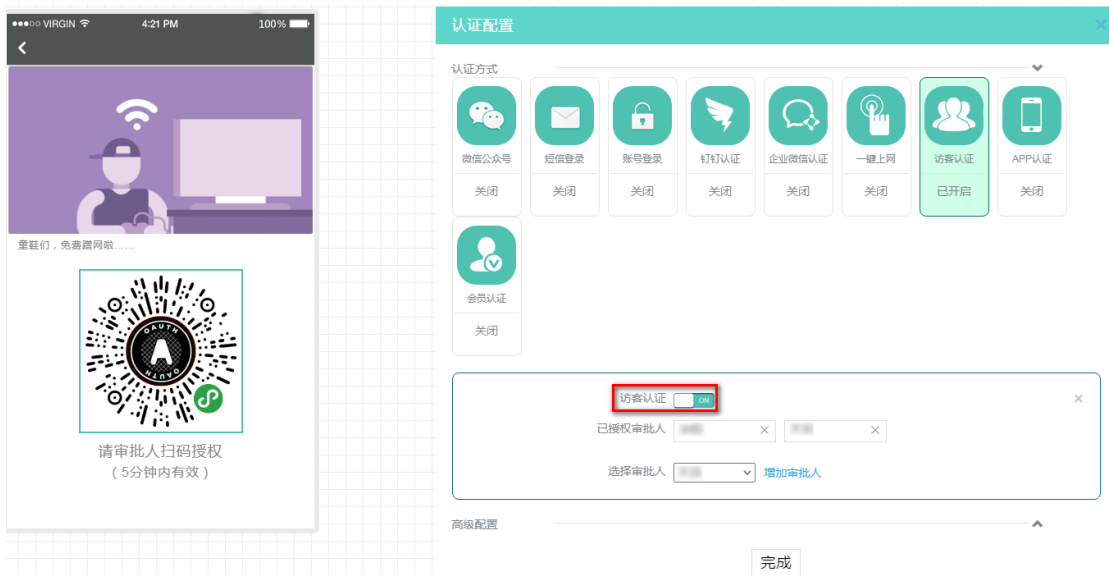 ●●●○○ VIRGIN 4:21 PM 100%
童鞋们，免费蹭网啦……
OAUTH
A
OAUTH
请审批人扫码授权
（5分钟内有效）
认证配置
认证方式
微信公众号 短信登录 账号登录 钉钉认证 企业微信认证 一键上网 访客认证 APP认证
关闭 关闭 关闭 关闭 关闭 关闭 已开启 关闭
会员认证
关闭
访客认证 ON
已授权审批人
选择审批人 增加审批人
高级配置
完成